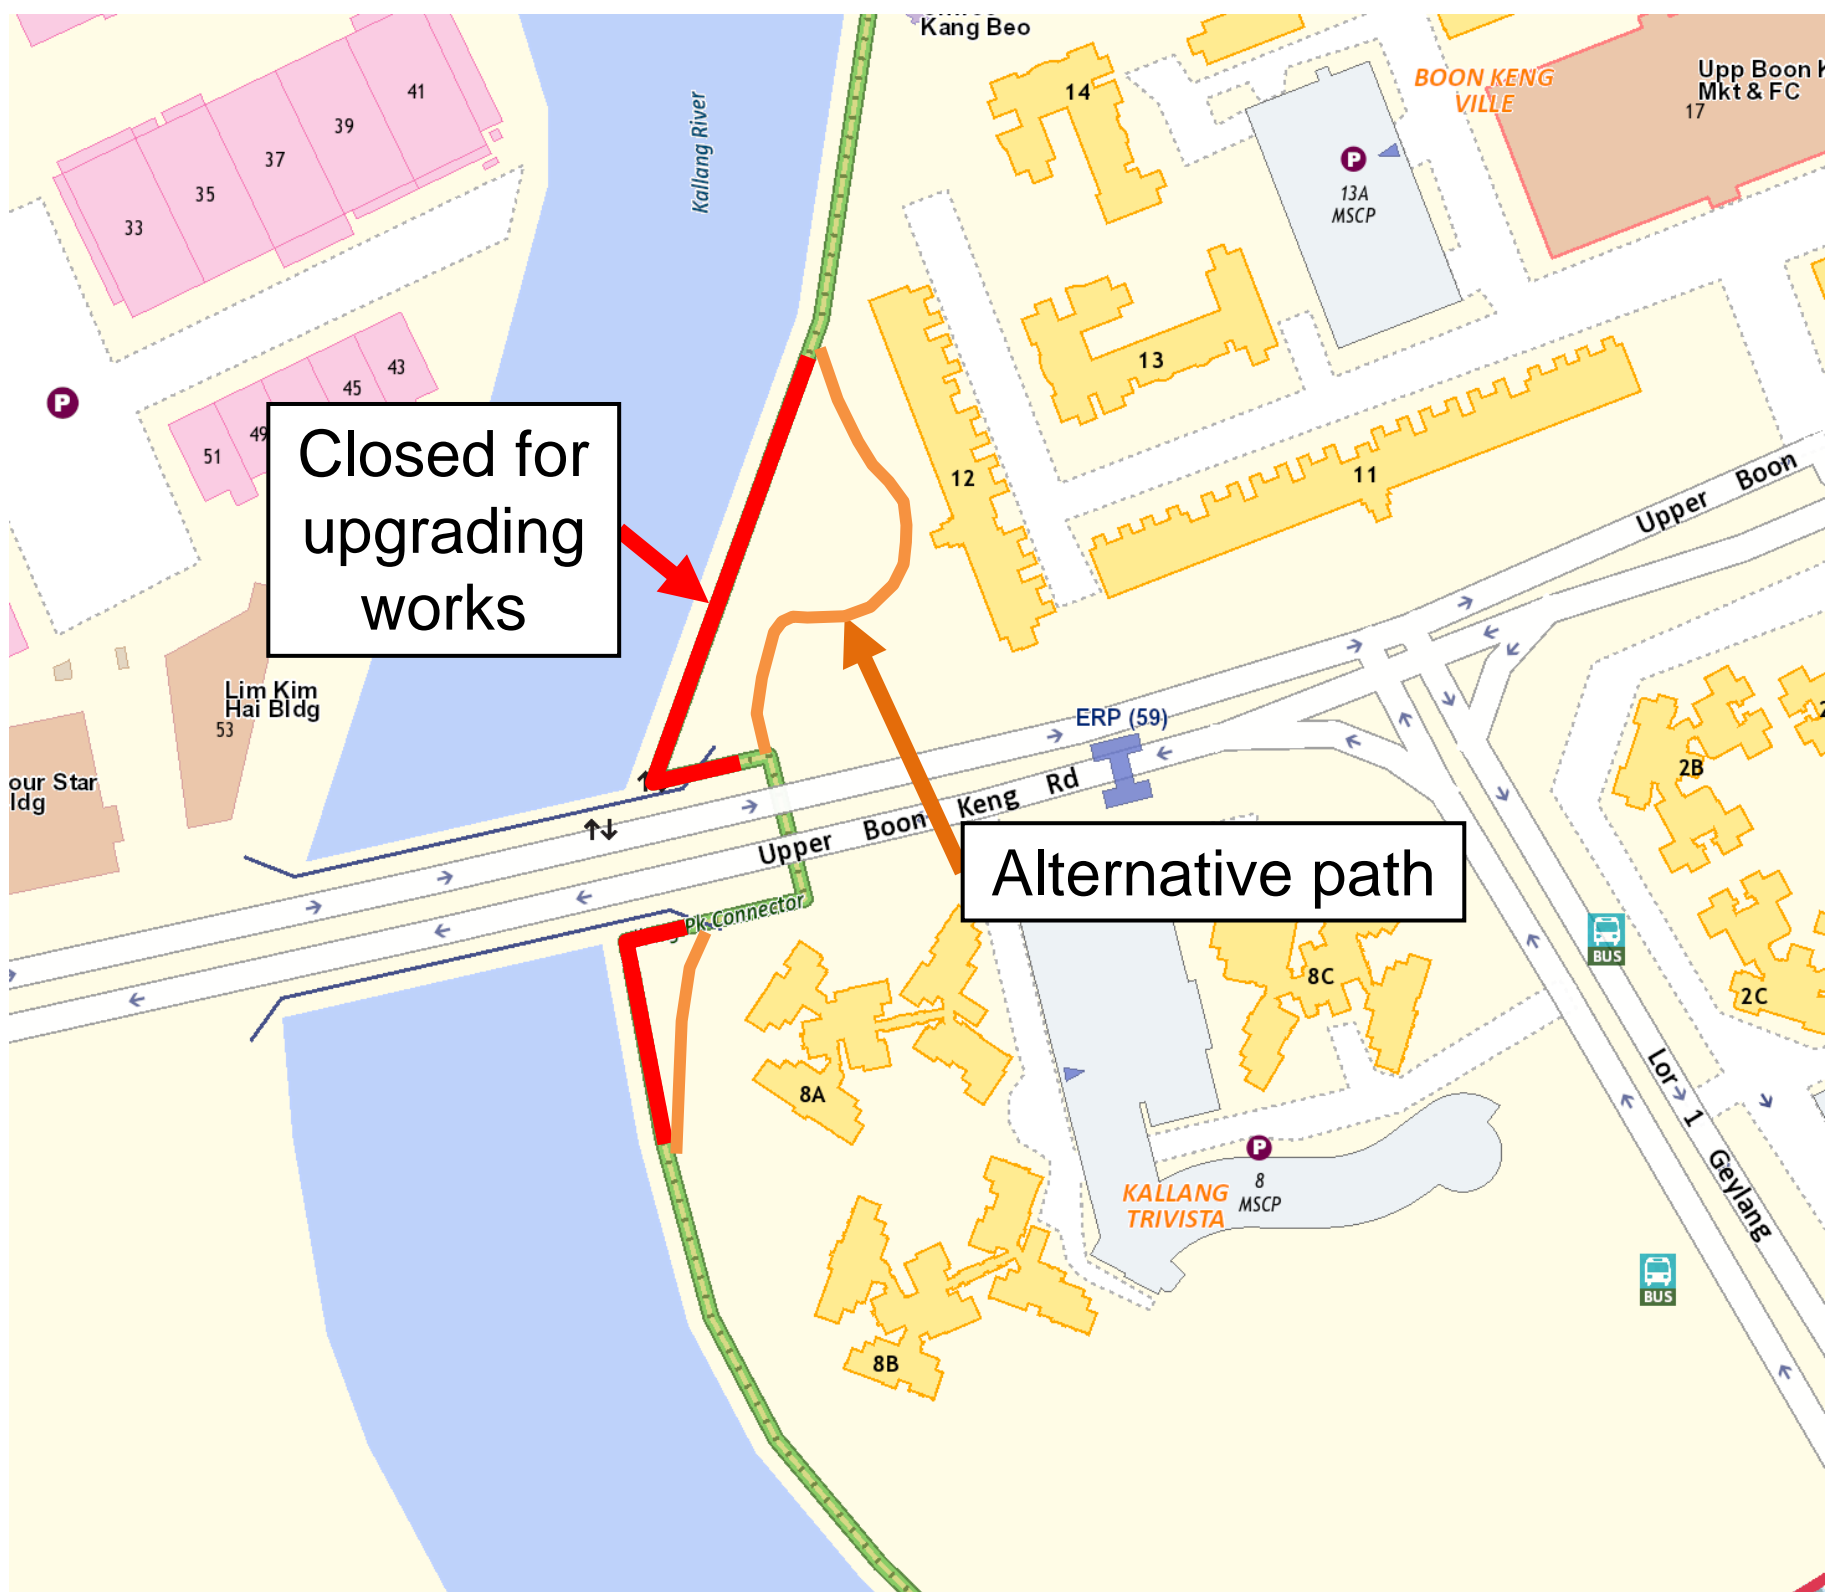 Kang Beo
14
BOON KENG
VILLE
Upp Boon K
Mkt & FC
17
41
39
37
35
33
Kallang River
P
13A
MSCP
13
12
11
43
45
49
51
P
Closed for
upgrading
works
Upper Boon
Lim Kim
Hai Bldg
53
our Star
ldg
ERP (59)
Upper Boon Keng Rd
Alternative path
Pk Connector
2B
2
2C
BUS
8C
8A
Lor 1 Geylang
P
8
MSCP
KALLANG
TRIVISTA
BUS
8B